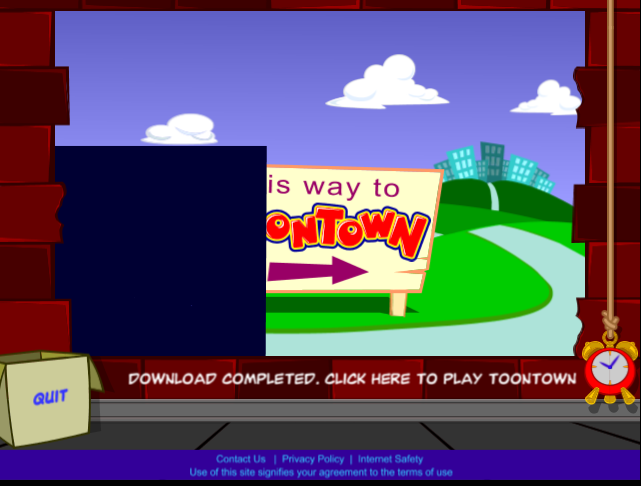 is way to
OONTOWN
DOWNLOAD COMPLETED. CLICK HERE TO PLAY TOONTOWN
QUIT
Contact Us | Privacy Policy | Internet Safety
Use of this site signifies your agreement to the terms of use